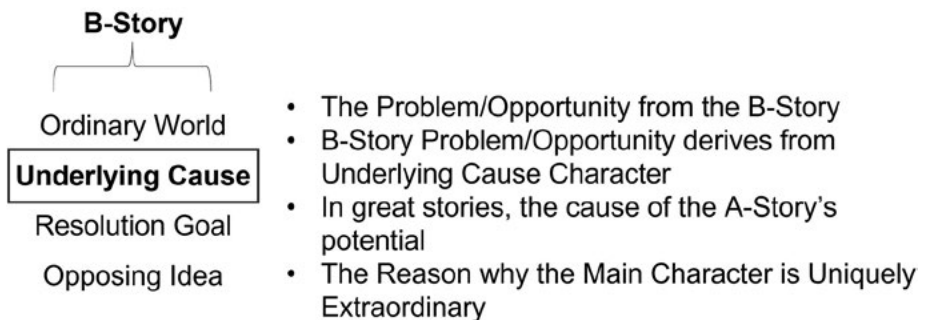 B-Story
Ordinary World
Underlying Cause
Resolution Goal
Opposing Idea
• The Problem/Opportunity from the B-Story
• B-Story Problem/Opportunity derives from
Underlying Cause Character
• In great stories, the cause of the A-Story's
potential
• The Reason why the Main Character is Uniquely
Extraordinary